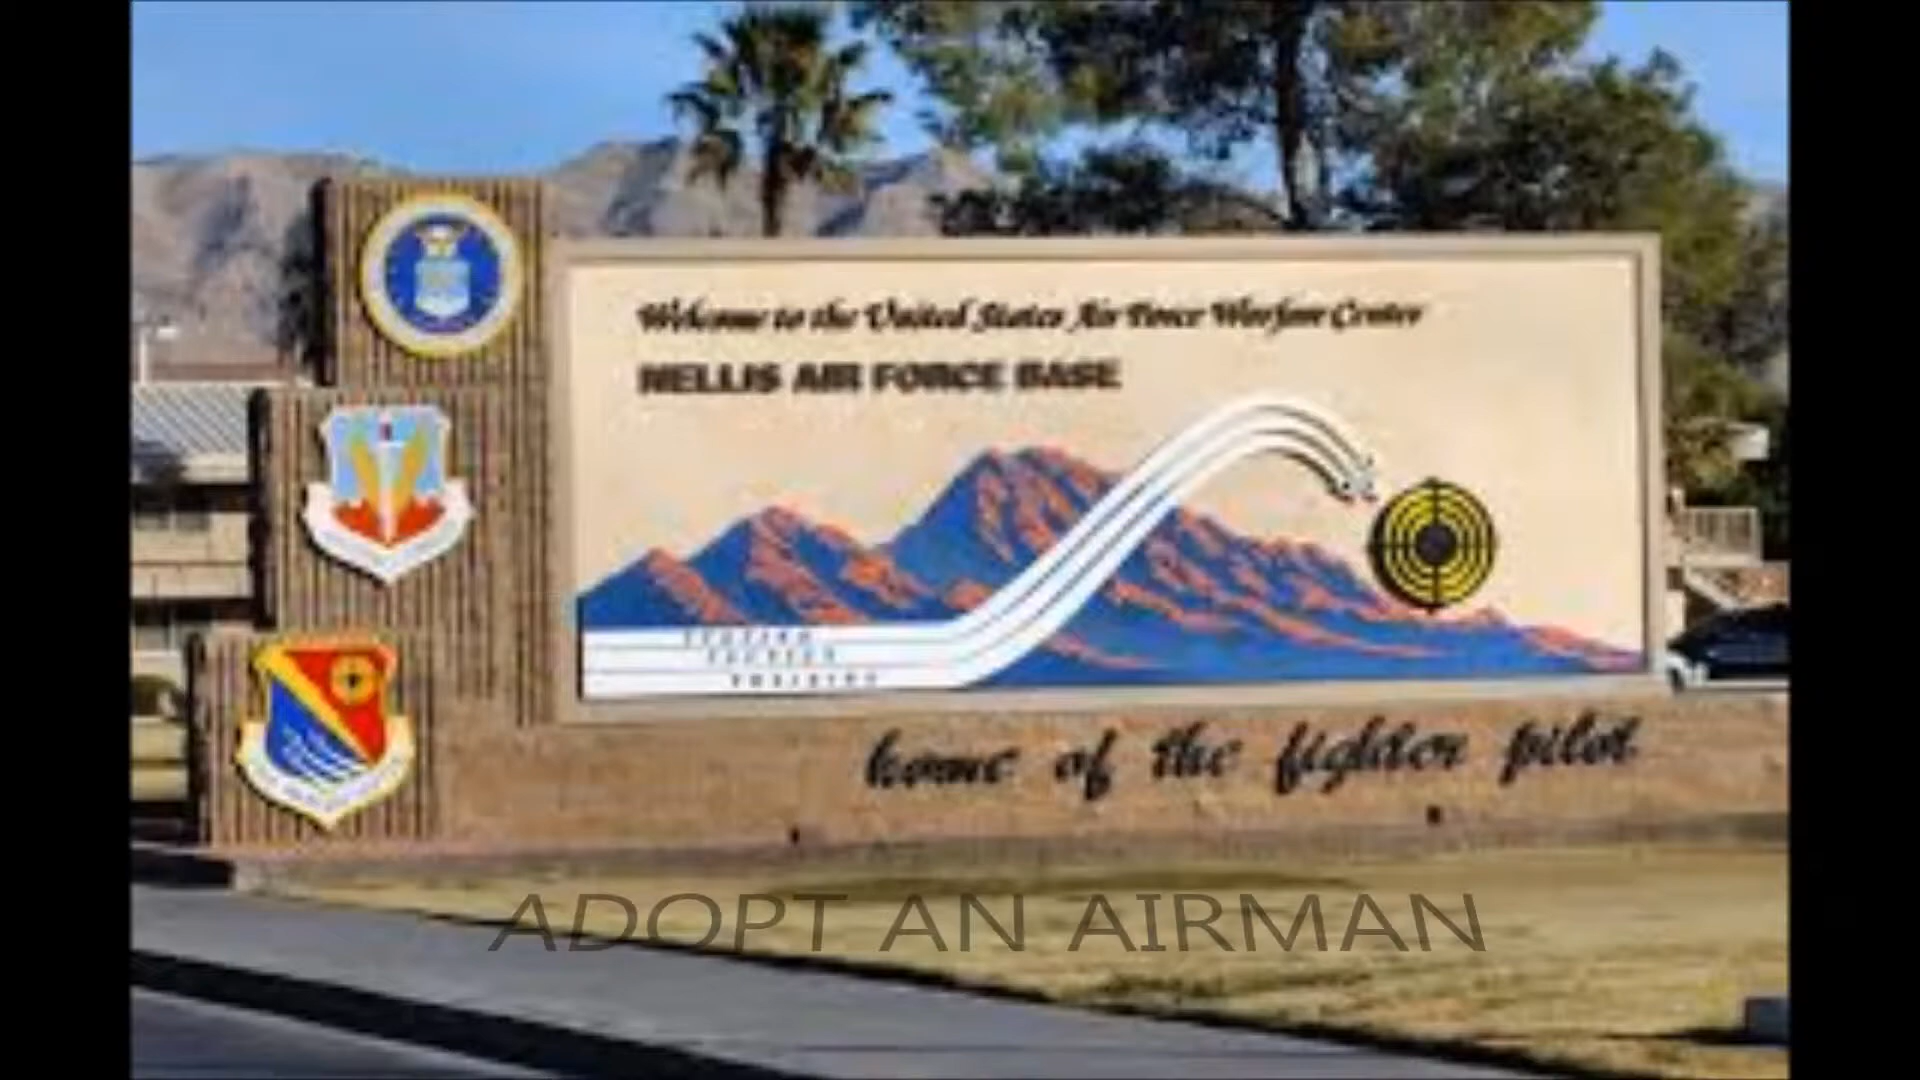 Welcome to the United States Air Force Warfare Center
NELLIS AIR FORCE BASE
home of the fighter pilot
ADOPT AN AIRMAN